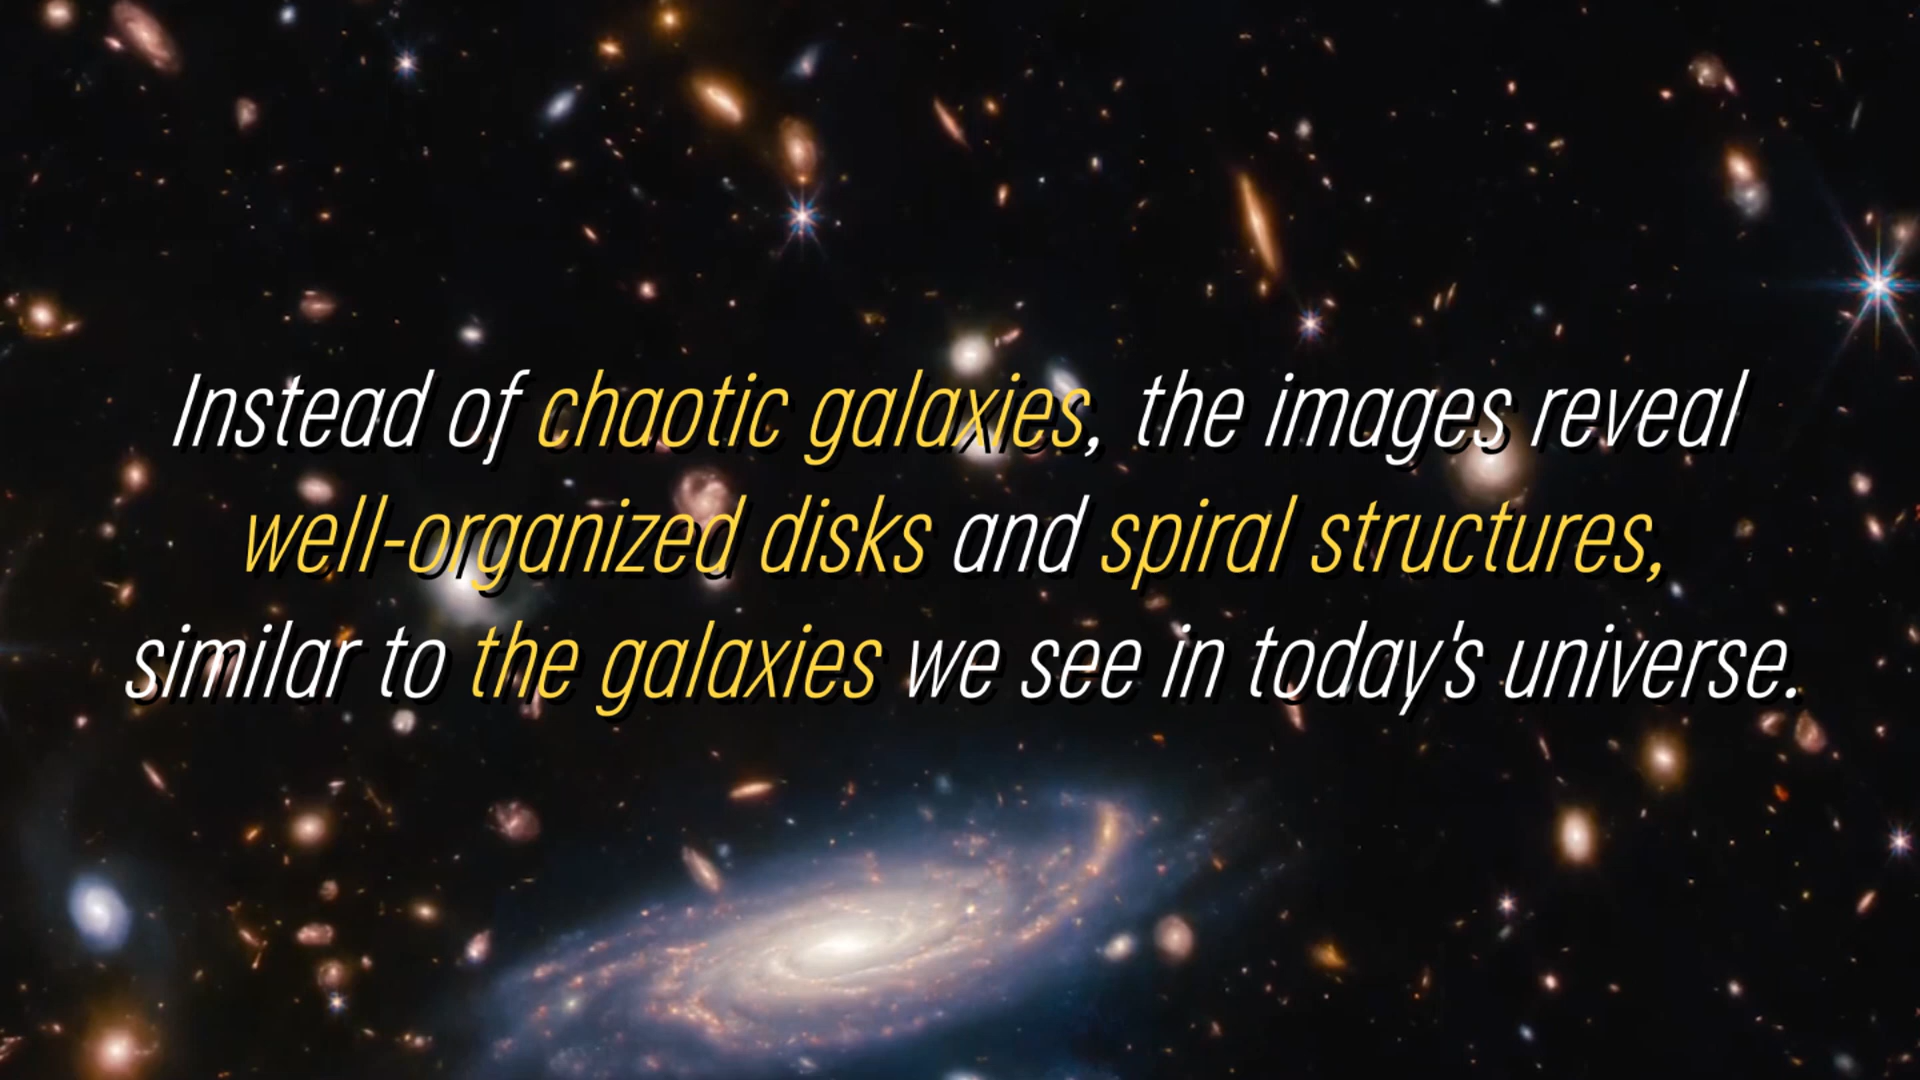 Instead of chaotic galaxies, the images reveal
well-organized disks and spiral structures,
similar to the galaxies we see in today's universe.